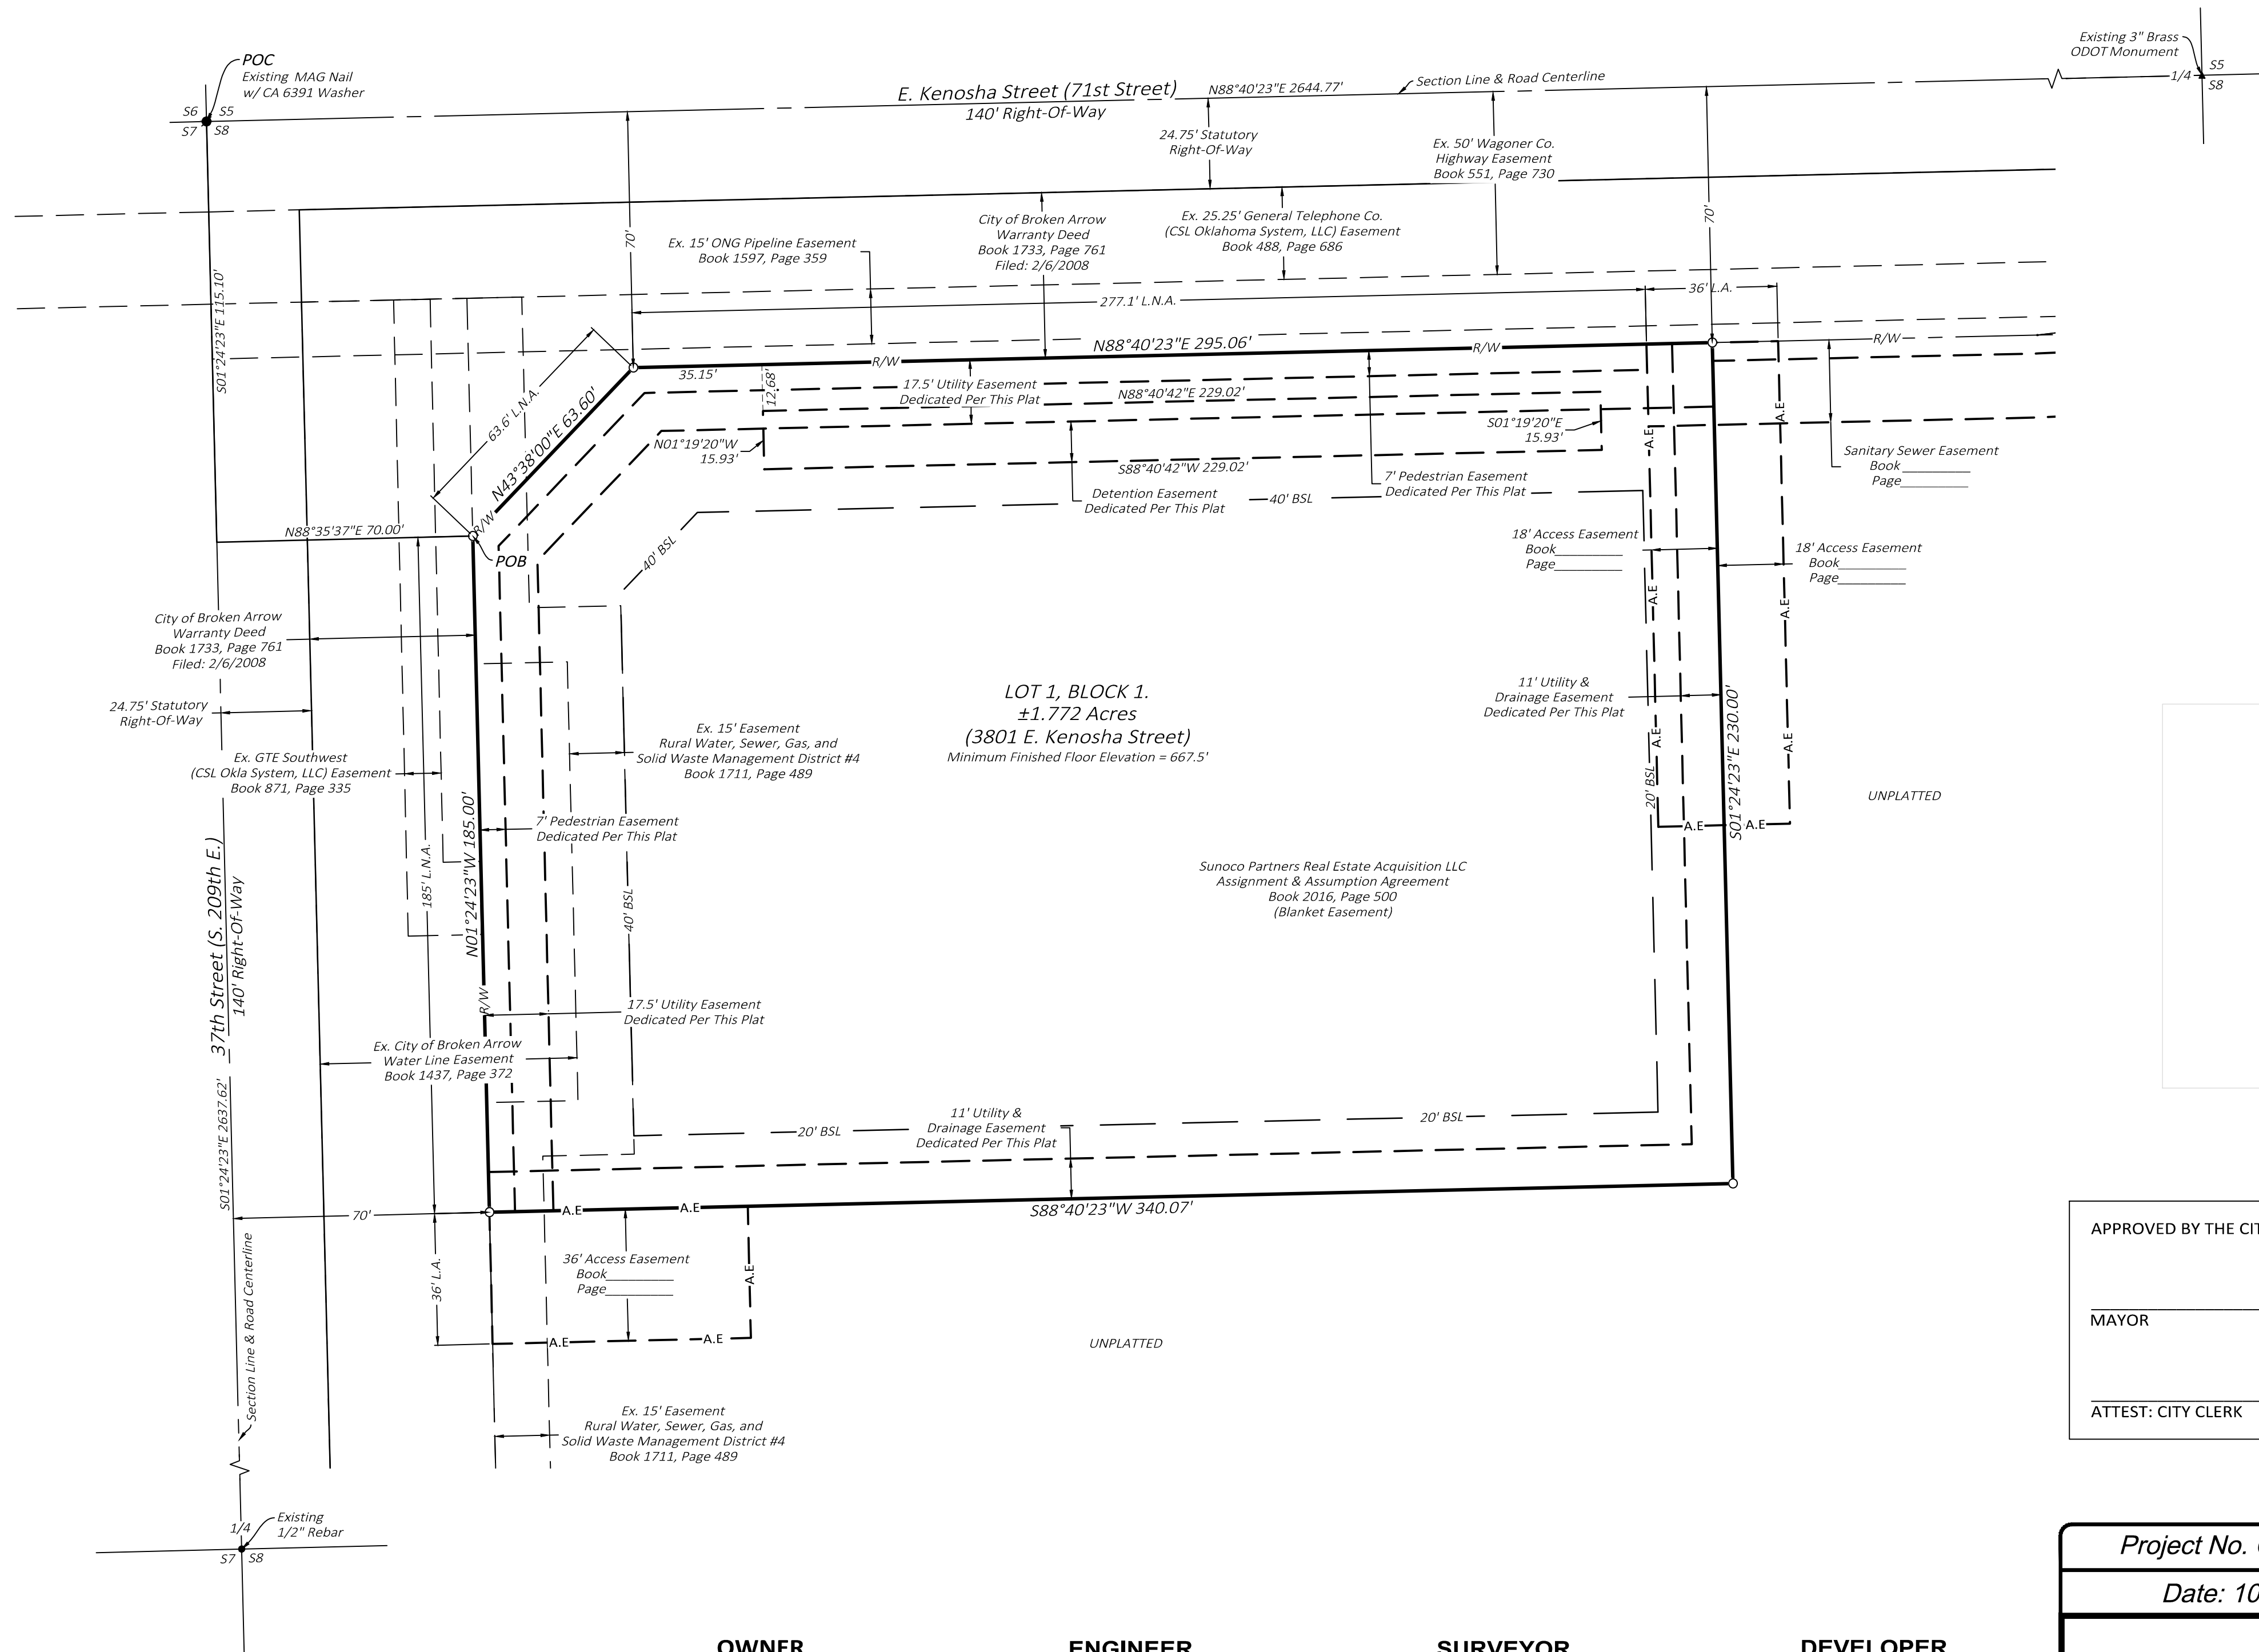 POC
Existing MAG Nail
w/ CA 6391 Washer
S6
S5
S7
S8
E. Kenosha Street (71st Street)
140' Right-Of-Way
N88°40'23"E 2644.77'
Section Line & Road Centerline
Existing 3" Brass
ODOT Monument
1/4
S5
S8
24.75' Statutory
Right-Of-Way
Ex. 50' Wagoner Co.
Highway Easement
Book 551, Page 730
70'
70'
S01°24'23"E 115.10'
Ex. 15' ONG Pipeline Easement
Book 1597, Page 359
City of Broken Arrow
Warranty Deed
Book 1733, Page 761
Filed: 2/6/2008
Ex. 25.25' General Telephone Co.
(CSL Oklahoma System, LLC) Easement
Book 488, Page 686
277.1' L.N.A.
36' L.A.
N88°40'23"E 295.06'
R/W
R/W
R/W
35.15'
12.68'
63.6' L.N.A.
N43°38'00"E 63.60'
R/W
17.5' Utility Easement
Dedicated Per This Plat
N88°40'42"E 229.02'
N01°19'20"W
15.93'
S01°19'20"E
15.93'
S88°40'42"W 229.02'
Detention Easement
Dedicated Per This Plat
40' BSL
7' Pedestrian Easement
Dedicated Per This Plat
A.E
A.E
Sanitary Sewer Easement
Book __________
Page__________
N88°35'37"E 70.00'
POB
40' BSL
18' Access Easement
Book__________
Page__________
18' Access Easement
Book__________
Page__________
A.E
A.E
City of Broken Arrow
Warranty Deed
Book 1733, Page 761
Filed: 2/6/2008
24.75' Statutory
Right-Of-Way
LOT 1, BLOCK 1.
±1.772 Acres
(3801 E. Kenosha Street)
Minimum Finished Floor Elevation = 667.5'
11' Utility &
Drainage Easement
Dedicated Per This Plat
A.E
A.E
S01°24'23"E 230.00'
20' BSL
A.E
A.E
UNPLATTED
Ex. 15' Easement
Rural Water, Sewer, Gas, and
Solid Waste Management District #4
Book 1711, Page 489
Ex. GTE Southwest
(CSL Okla System, LLC) Easement
Book 871, Page 335
7' Pedestrian Easement
Dedicated Per This Plat
N01°24'23"W 185.00'
185' L.N.A.
40' BSL
Sunoco Partners Real Estate Acquisition LLC
Assignment & Assumption Agreement
Book 2016, Page 500
(Blanket Easement)
37th Street (S. 209th E.)
140' Right-Of-Way
R/W
17.5' Utility Easement
Dedicated Per This Plat
Ex. City of Broken Arrow
Water Line Easement
Book 1437, Page 372
S01°24'23"E 2637.62'
20' BSL
11' Utility &
Drainage Easement
Dedicated Per This Plat
20' BSL
S88°40'23"W 340.07'
70'
A.E
A.E
36' L.A.
36' Access Easement
Book__________
Page__________
A.E
A.E
A.E
UNPLATTED
Section Line & Road Centerline
Ex. 15' Easement
Rural Water, Sewer, Gas, and
Solid Waste Management District #4
Book 1711, Page 489
1/4
Existing
1/2" Rebar
S7
S8
APPROVED BY THE CIT
MAYOR
ATTEST: CITY CLERK
Project No.
Date: 10
OWNER
ENGINEER
SURVEYOR
DEVELOPER